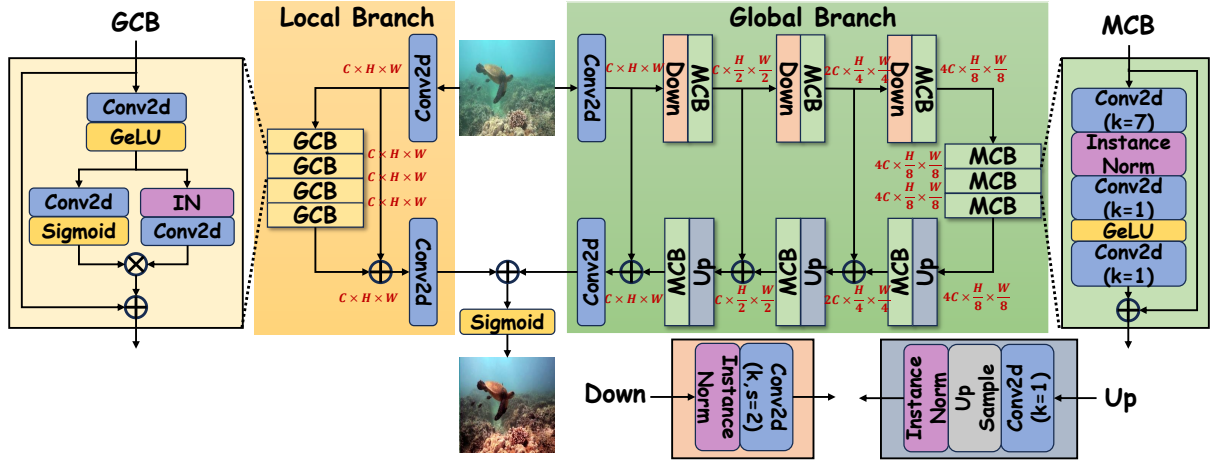 GCB
Conv2d
GeLU
Conv2d
Sigmoid
IN
Conv2d
Local Branch
C × H × W
Conv2d
GCB
GCB
GCB
GCB
C × H × W
C × H × W
C × H × W
Conv2d
Sigmoid
Global Branch
Conv2d
C × H × W
Down
MCB
C × H/2 × W/2
Down
MCB
2C × H/4 × W/4
Down
MCB
4C × H/8 × W/8
MCB
MCB
MCB
4C × H/8 × W/8
4C × H/8 × W/8
Conv2d
C × H × W
MCB
Up
C × H/2 × W/2
MCB
Up
2C × H/4 × W/4
MCB
Up
4C × H/8 × W/8
MCB
Conv2d
(k=7)
Instance
Norm
Conv2d
(k=1)
GeLU
Conv2d
(k=1)
Down
Instance
Norm
Conv2d
(k,s=2)
Instance
Norm
Up
Sample
Conv2d
(k=1)
Up